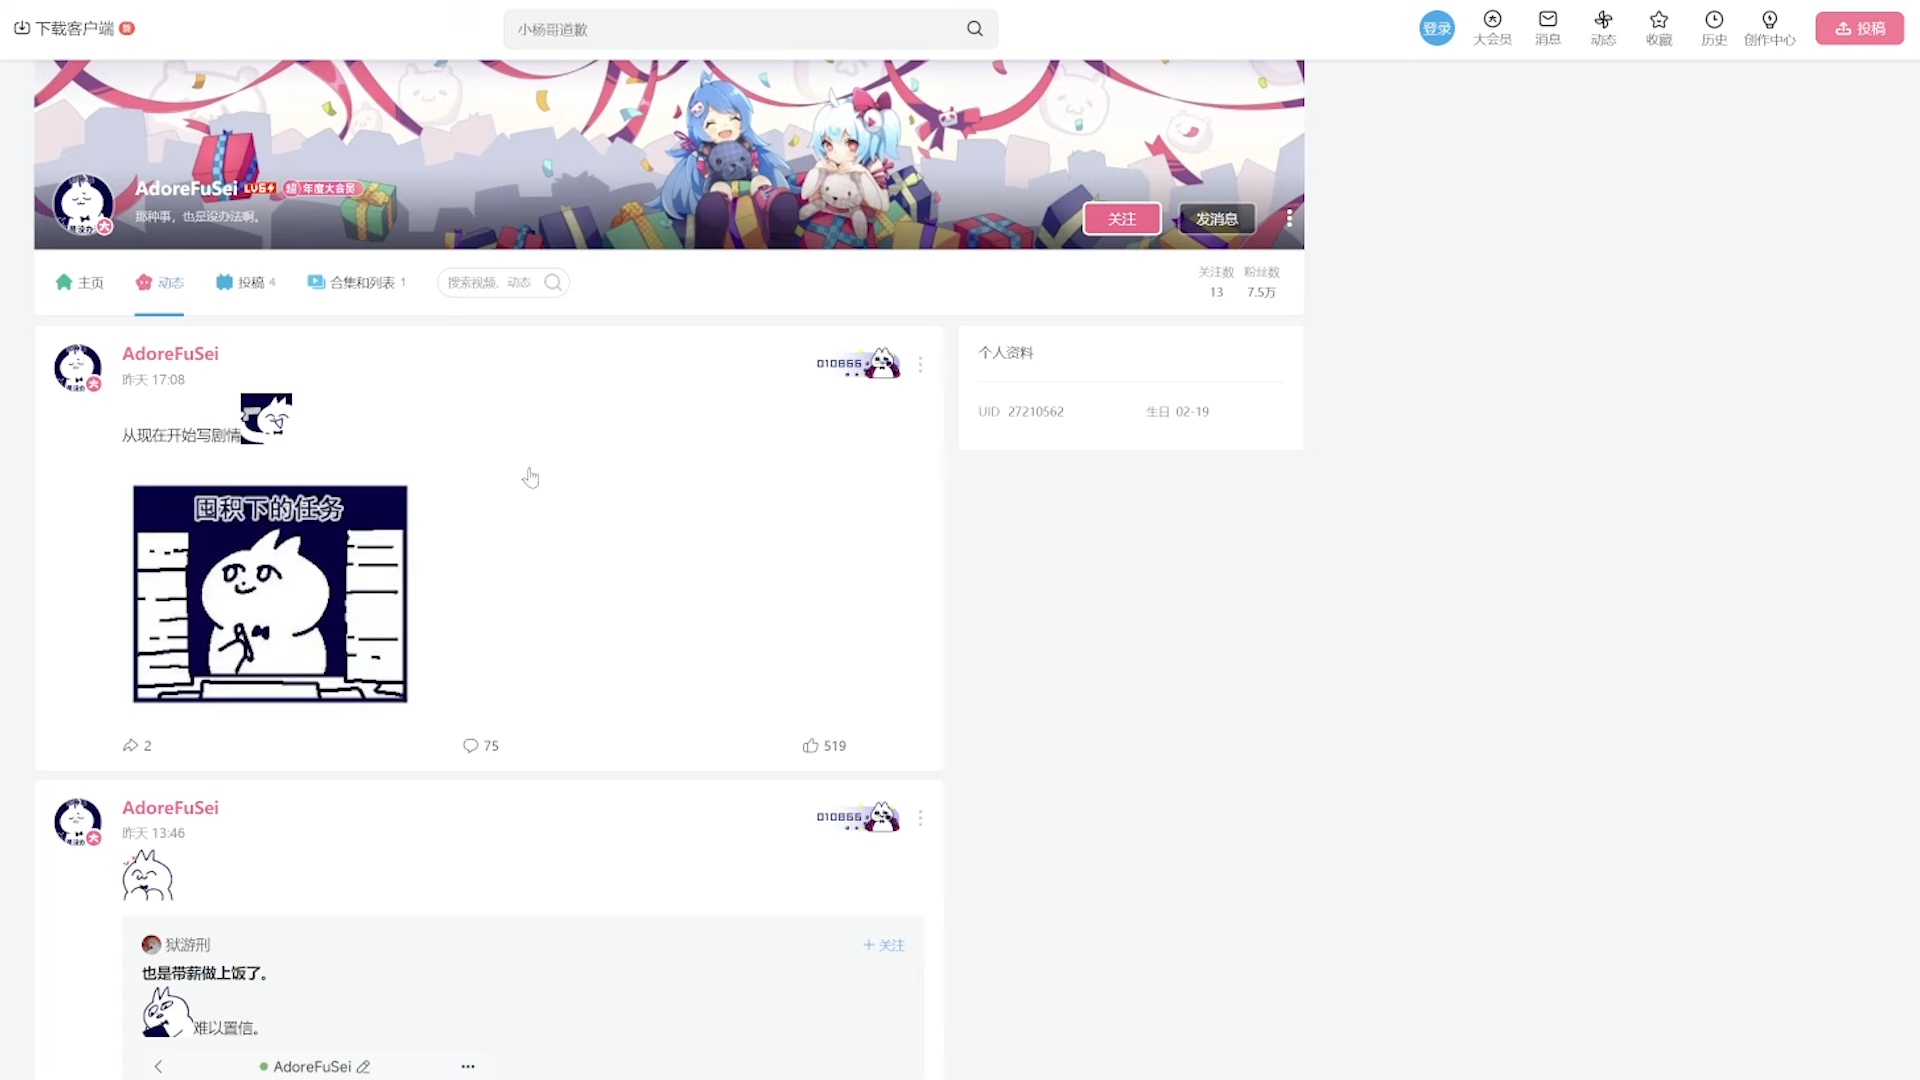 下载客户端
小杨哥道歉
登录
大会员
消息
动态
收藏
历史
创作中心
投稿
AdoreFuSei LV6 年度大会员
那种事，也是没办法啊。
关注
发消息
主页
动态
投稿 4
合集和列表 1
搜索视频、动态
关注数 粉丝数
13 7.5万
AdoreFuSei
昨天 17:08
010866
从现在开始写剧情
囤积下的任务
2
75
519
个人资料
UID 27210562
生日 02-19
AdoreFuSei
昨天 13:46
010866
狱游刑
+ 关注
也是带薪做上饭了。
难以置信。
AdoreFuSei